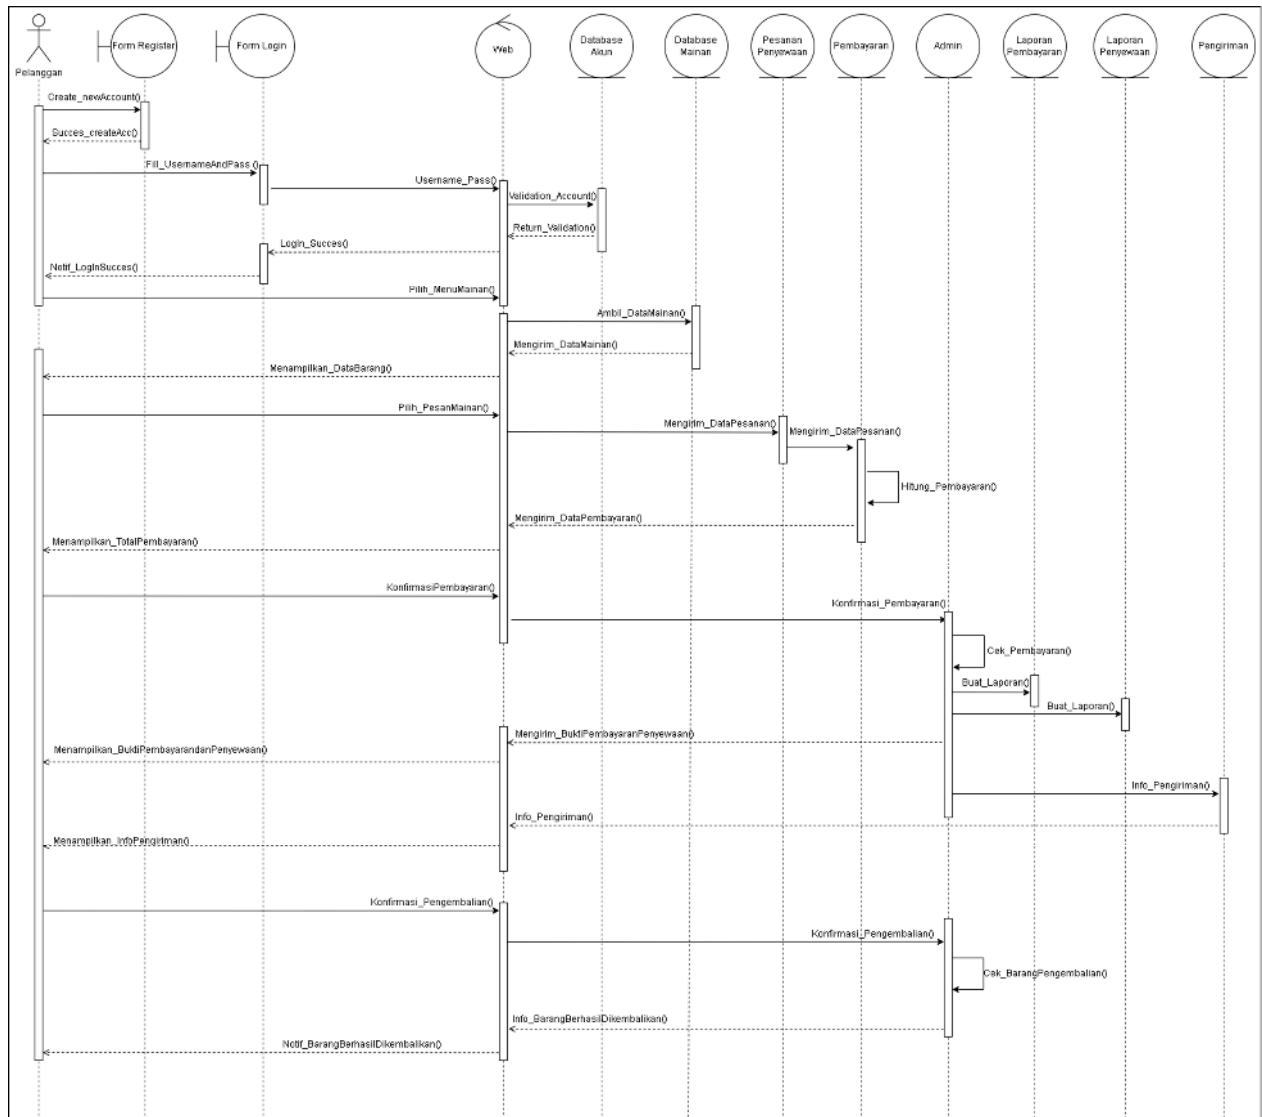 Pelanggan
Form Register
Form Login
Web
Database
Akun
Database
Mainan
Pesanan
Penyewaan
Pembayaran
Admin
Laporan
Pembayaran
Laporan
Penyewaan
Pengiriman
Create_newAccount()
Succes_createAcc()
Fill_UsernameAndPass ()
Username_Pass()
Validation_Account()
Return_Validation()
Login_Succes()
Notif_LoginSucces()
Pilih_MenuMainan()
Ambil_DataMainan()
Mengirim_DataMainan()
Menampilkan_DataBarang()
Pilih_PesanMainan()
Mengirim_DataPesanan()
Mengirim_DataPesanan()
Hitung_Pembayaran()
Mengirim_DataPembayaran()
Menampilkan_TotalPembayaran()
KonfirmasiPembayaran()
Konfirmasi_Pembayaran()
Cek_Pembayaran()
Buat_Laporan()
Buat_Laporan()
Mengirim_BuktiPembayaranPenyewaan()
Menampilkan_BuktiPembayarandanPenyewaan()
Info_Pengiriman()
Info_Pengiriman()
Menampilkan_InfoPengiriman()
Konfirmasi_Pengembalian()
Konfirmasi_Pengembalian()
Cek_BarangPengembalian()
Info_BarangBerhasilDikembalikan()
Notif_BarangBerhasilDikembalikan()